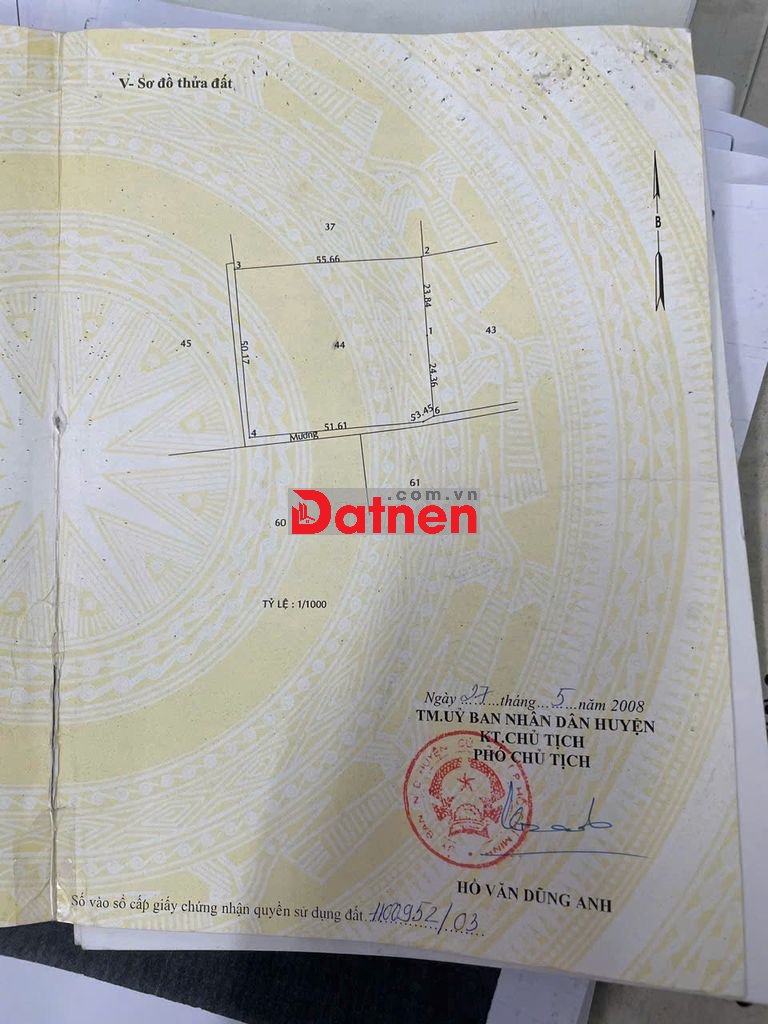 V- Sơ đồ thửa đất
B
37
3
55.66
2
23.84
45
50.17
44
1
43
24.36
4
Mương
51.61
53.45
6
61
60
.com.vn
Datnen
TỶ LỆ : 1/1000
Ngày 27 tháng 5 năm 2008
TM.UỶ BAN NHÂN DÂN HUYỆN
KT.CHỦ TỊCH
PHÓ CHỦ TỊCH
HỒ VĂN DŨNG ANH
Số vào sổ cấp giấy chứng nhận quyền sử dụng đất